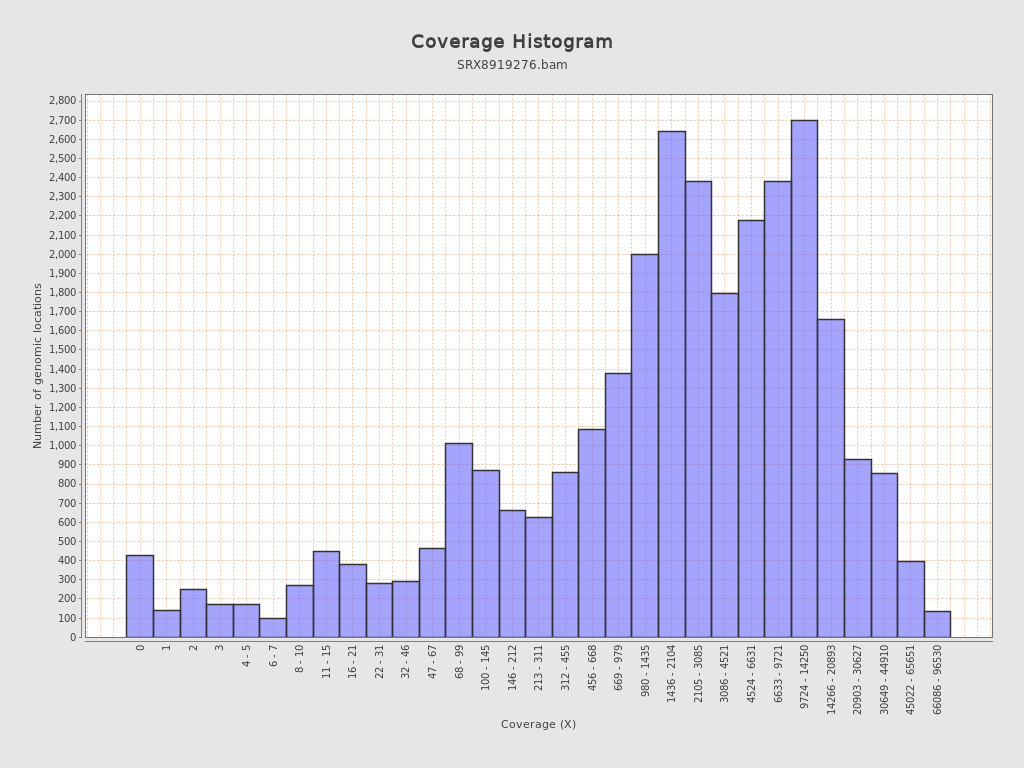 Coverage Histogram
SRX8919276.bam
Number of genomic locations
2,800
2,700
2,600
2,500
2,400
2,300
2,200
2,100
2,000
1,900
1,800
1,700
1,600
1,500
1,400
1,300
1,200
1,100
1,000
900
800
700
600
500
400
300
200
100
0
0
1
2
3
4 - 5
6 - 7
8 - 10
11 - 15
16 - 21
22 - 31
32 - 46
47 - 67
68 - 99
100 - 145
146 - 212
213 - 311
312 - 455
456 - 668
669 - 979
980 - 1435
1436 - 2104
2105 - 3085
3086 - 4521
4524 - 6631
6633 - 9721
9724 - 14250
14266 - 20893
20903 - 30627
30649 - 44910
45022 - 65651
66086 - 96530
Coverage (X)